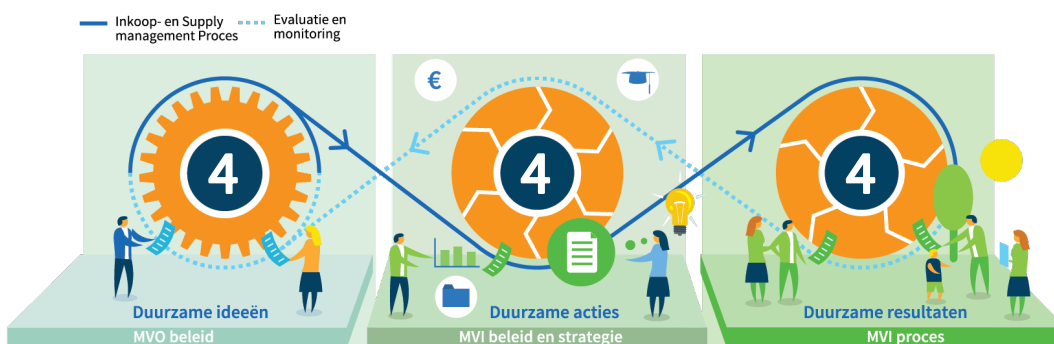 Inkoop- en Supply
management Proces
Evaluatie en
monitoring
€
4
4
4
Duurzame ideeën
Duurzame acties
Duurzame resultaten
MVO beleid
MVI beleid en strategie
MVI proces